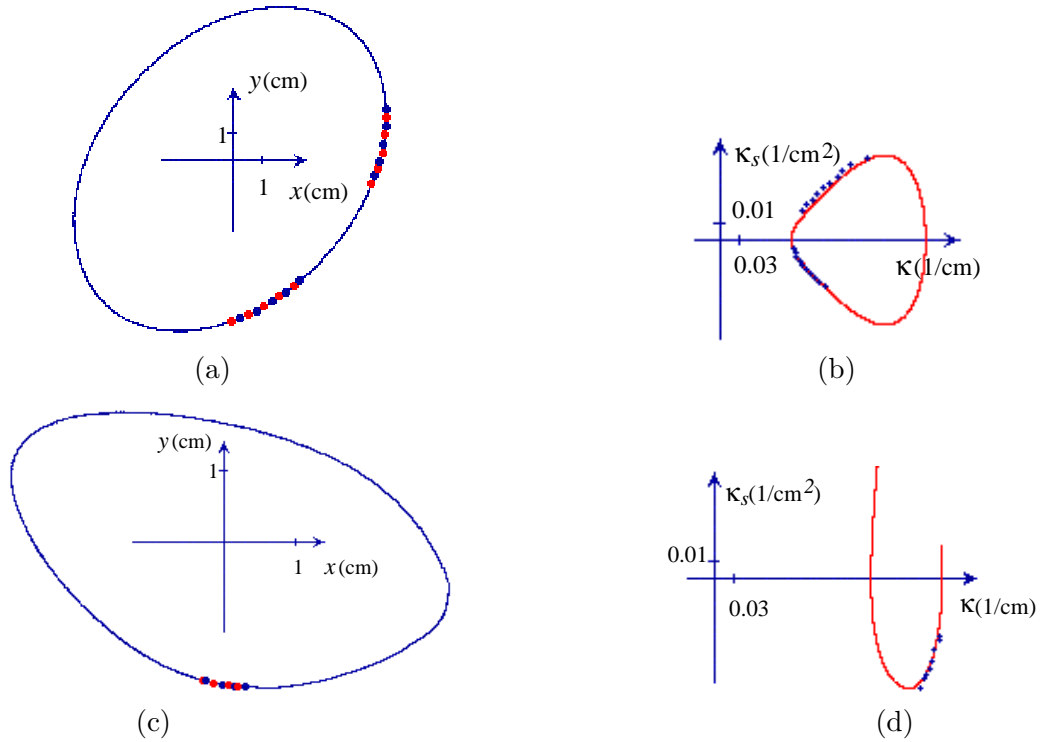 y(cm)
1
1
x(cm)
(a)
κs(1/cm2)
0.01
0.03
κ(1/cm)
(b)
y(cm)
1
1
x(cm)
(c)
κs(1/cm2)
0.01
0.03
κ(1/cm)
(d)